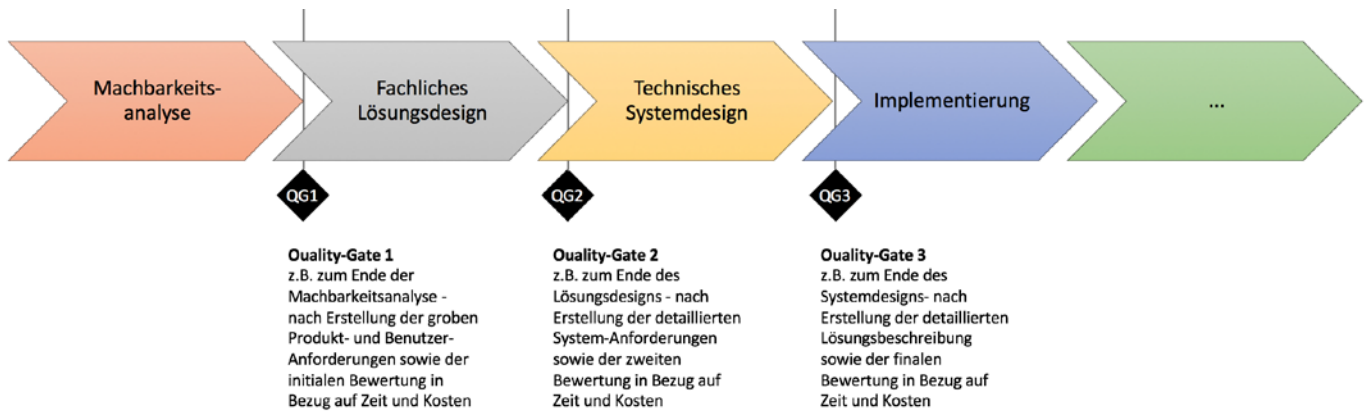 Machbarkeits-
analyse
Fachliches
Lösungsdesign
Technisches
Systemdesign
Implementierung
...
QG1
QG2
QG3
Ouality-Gate 1
z.B. zum Ende der
Machbarkeitsanalyse -
nach Erstellung der groben
Produkt- und Benutzer-
Anforderungen sowie der
initialen Bewertung in
Bezug auf Zeit und Kosten
Ouality-Gate 2
z.B. zum Ende des
Lösungsdesigns - nach
Erstellung der detaillierten
System-Anforderungen
sowie der zweiten
Bewertung in Bezug auf
Zeit und Kosten
Ouality-Gate 3
z.B. zum Ende des
Systemdesigns- nach
Erstellung der detaillierten
Lösungsbeschreibung
sowie der finalen
Bewertung in Bezug auf
Zeit und Kosten